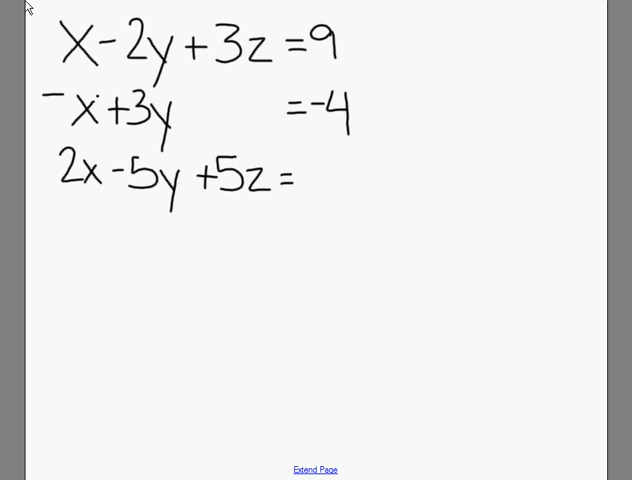 x-2y+3z=9
-x+3y =-4
2x-5y+5z=
Extend Page